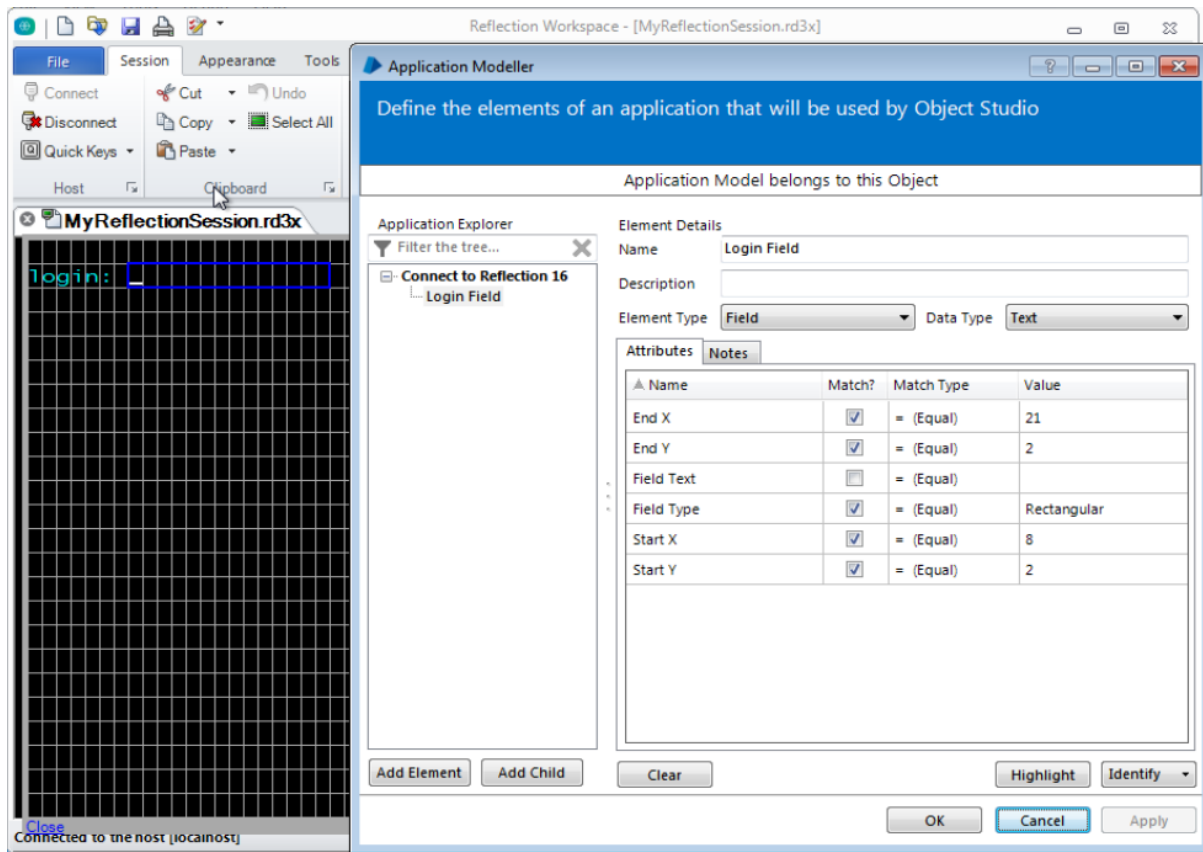 Reflection Workspace - [MyReflectionSession.rd3x]
File Session Appearance Tools
Connect Cut Undo
Disconnect Copy Select All
Quick Keys Paste
Host Clipboard
MyReflectionSession.rd3x
login: _
Close
Connected to the host [localhost]
Application Modeller
Define the elements of an application that will be used by Object Studio
Application Model belongs to this Object
Application Explorer
Filter the tree...
Connect to Reflection 16
Login Field
Add Element Add Child
Element Details
Name Login Field
Description
Element Type Field Data Type Text
Attributes Notes
Name Match? Match Type Value
End X = (Equal) 21
End Y = (Equal) 2
Field Text = (Equal)
Field Type = (Equal) Rectangular
Start X = (Equal) 8
Start Y = (Equal) 2
Clear Highlight Identify
OK Cancel Apply